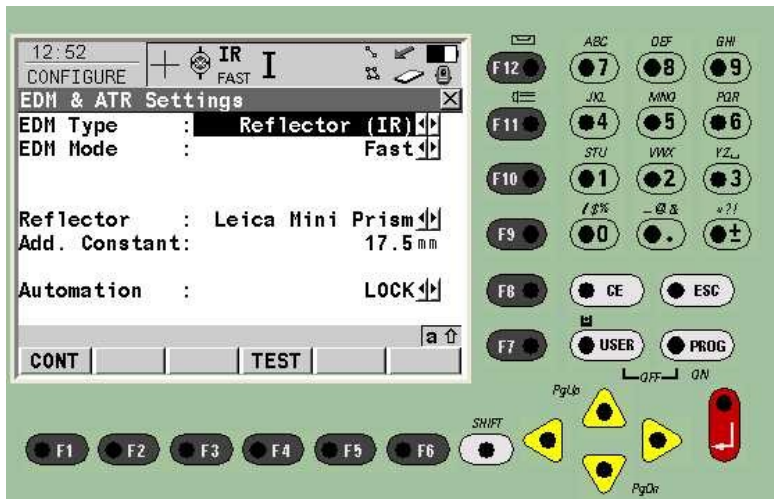 12:52
CONFIGURE
IR
FAST
I
EDM & ATR Settings
EDM Type : Reflector (IR)
EDM Mode : Fast
Reflector : Leica Mini Prism
Add. Constant: 17.5 mm
Automation : LOCK
a
CONT TEST
F12
F11
F10
F9
F8
F7
ABC DEF GHI
7 8 9
JKL MNO PQR
4 5 6
STU VWX YZ
1 2 3
/$% _@& *?!
0 . ±
CE ESC
USER PROG
OFF ON
PgUp
SHIFT
F1 F2 F3 F4 F5 F6
PgDn